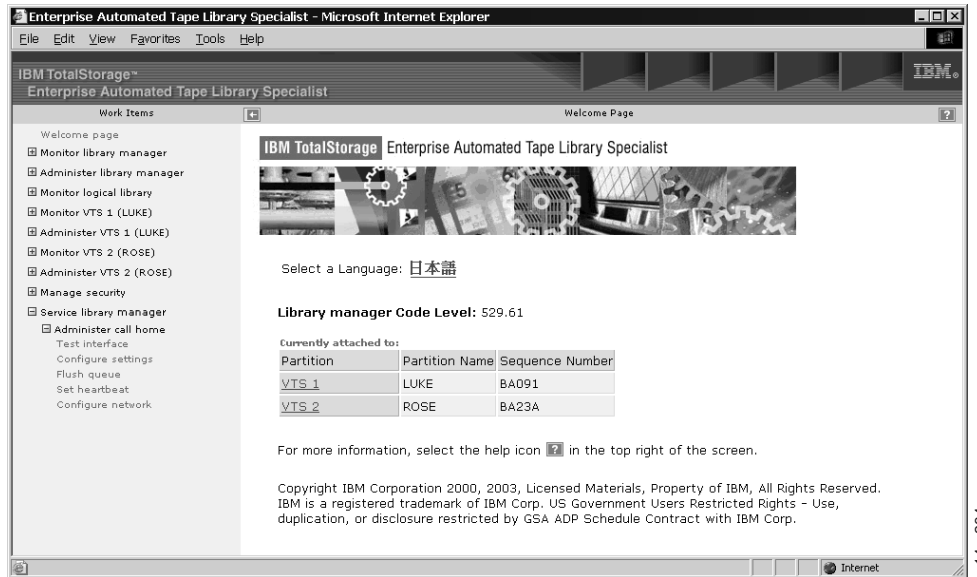 Enterprise Automated Tape Library Specialist - Microsoft Internet Explorer
File Edit View Favorites Tools Help
IBM TotalStorage™
Enterprise Automated Tape Library Specialist
IBM®
Work Items
Welcome Page
?
Welcome page
Monitor library manager
Administer library manager
Monitor logical library
Monitor VTS 1 (LUKE)
Administer VTS 1 (LUKE)
Monitor VTS 2 (ROSE)
Administer VTS 2 (ROSE)
Manage security
Service library manager
Administer call home
Test interface
Configure settings
Flush queue
Set heartbeat
Configure network
IBM TotalStorage Enterprise Automated Tape Library Specialist
Select a Language: 日本語
Library manager Code Level: 529.61
Currently attached to:
Partition Partition Name Sequence Number
VTS 1 LUKE BA091
VTS 2 ROSE BA23A
For more information, select the help icon ? in the top right of the screen.
Copyright IBM Corporation 2000, 2003, Licensed Materials, Property of IBM, All Rights Reserved.
IBM is a registered trademark of IBM Corp. US Government Users Restricted Rights - Use,
duplication, or disclosure restricted by GSA ADP Schedule Contract with IBM Corp.
Internet